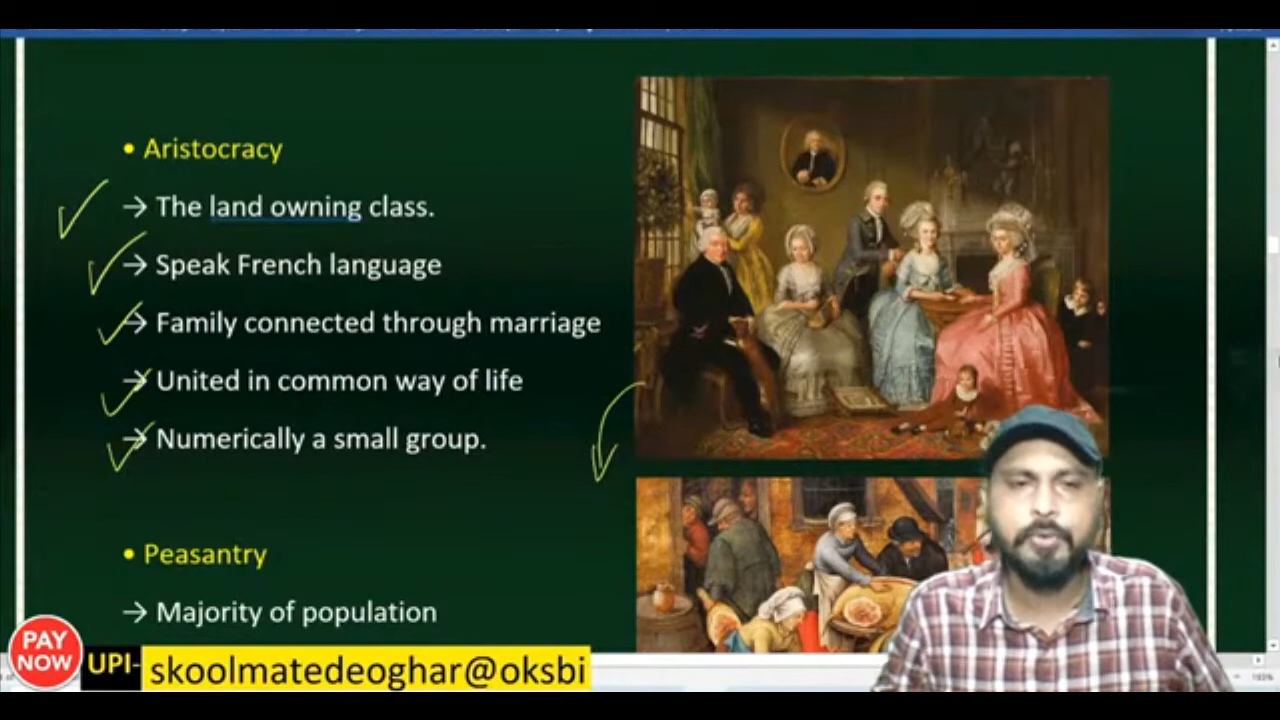 • Aristocracy
→ The land owning class.
→ Speak French language
→ Family connected through marriage
→ United in common way of life
→ Numerically a small group.
• Peasantry
→ Majority of population
PAY
NOW
UPI-
skoolmatedeoghar@oksbi